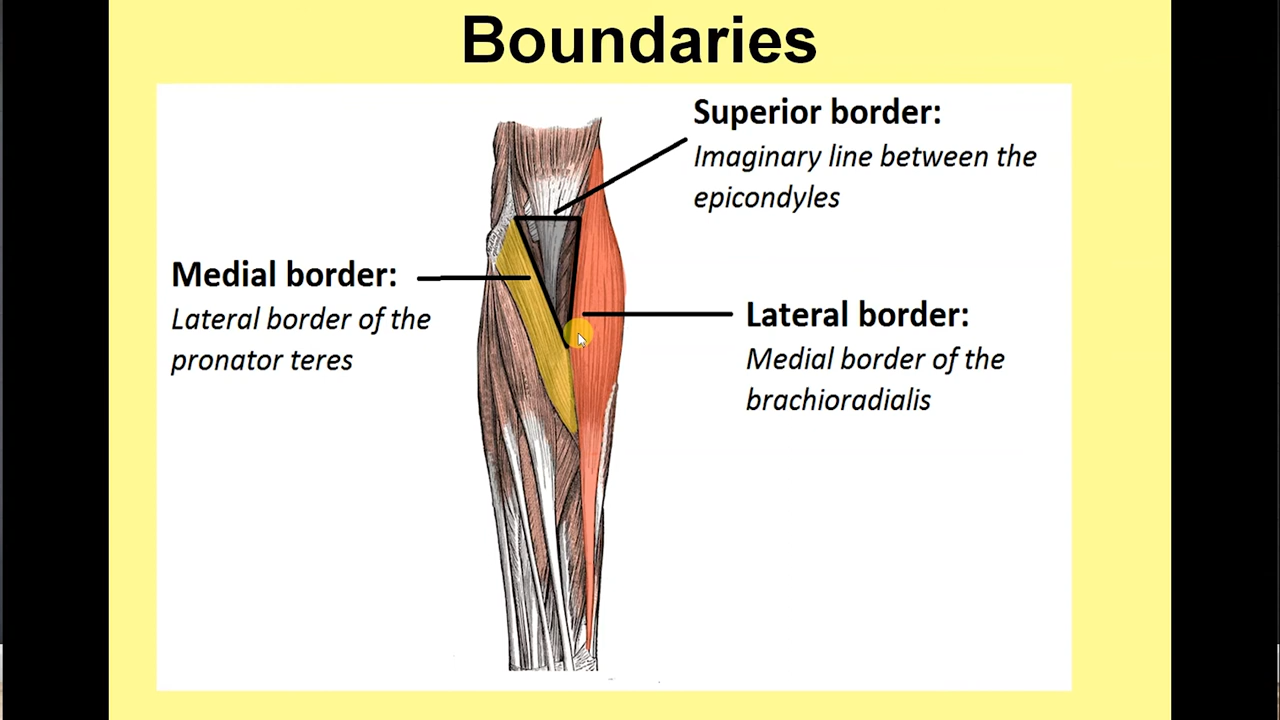 Boundaries
Superior border:
Imaginary line between the
epicondyles
Medial border:
Lateral border of the
pronator teres
Lateral border:
Medial border of the
brachioradialis